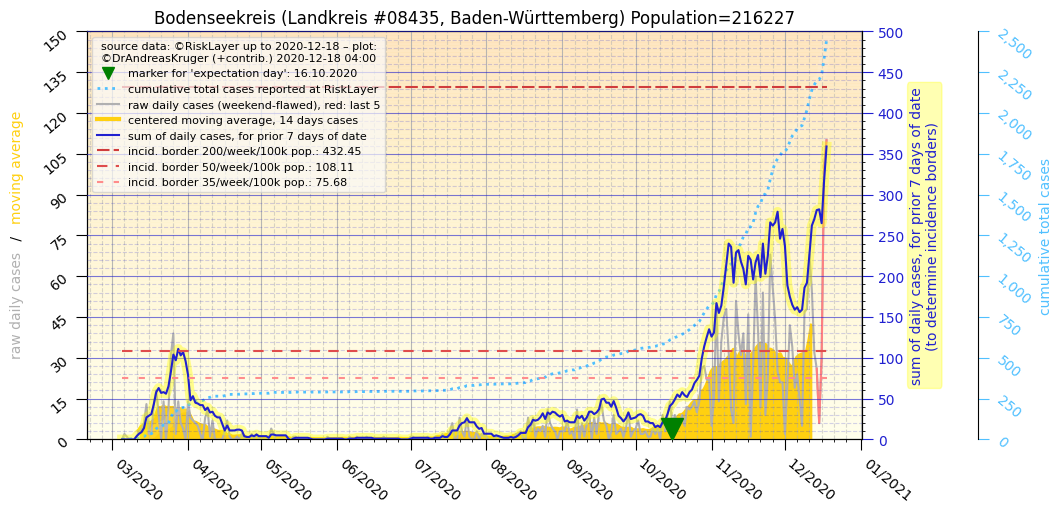 Bodenseekreis (Landkreis #08435, Baden-Württemberg) Population=216227
source data: ©RiskLayer up to 2020-12-18 – plot:
©DrAndreasKruger (+contrib.) 2020-12-18 04:00
marker for 'expectation day': 16.10.2020
cumulative total cases reported at RiskLayer
raw daily cases (weekend-flawed), red: last 5
centered moving average, 14 days cases
sum of daily cases, for prior 7 days of date
incid. border 200/week/100k pop.: 432.45
incid. border 50/week/100k pop.: 108.11
incid. border 35/week/100k pop.: 75.68
raw daily cases / moving average
150
135
120
105
90
75
60
45
30
15
0
03/2020
04/2020
05/2020
06/2020
07/2020
08/2020
09/2020
10/2020
11/2020
12/2020
01/2021
500
450
400
350
300
250
200
150
100
50
0
sum of daily cases, for prior 7 days of date
(to determine incidence borders)
2,500
2,250
2,000
1,750
1,500
1,250
1,000
750
500
250
0
cumulative total cases